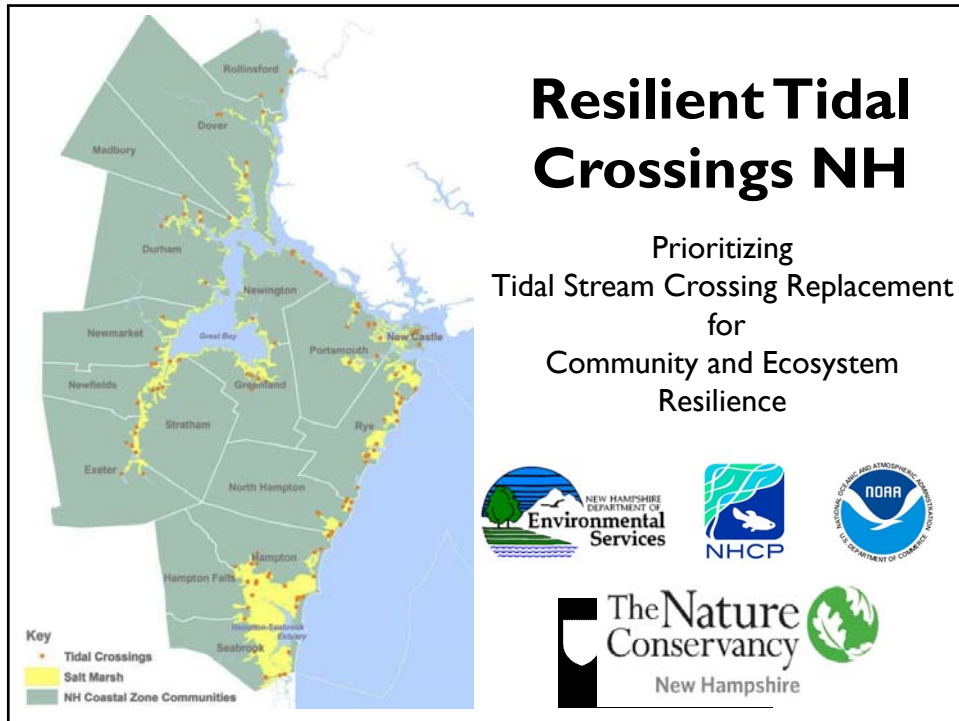 Resilient Tidal
Crossings NH
Prioritizing
Tidal Stream Crossing Replacement
for
Community and Ecosystem
Resilience
Rollinsford
Dover
Madbury
Durham
Newington
Newmarket
Great Bay
New Castle
Portsmouth
Newfields
Greenland
Stratham
Rye
Exeter
North Hampton
Hampton
Hampton Falls
Hampton-Seabrook
Estuary
Seabrook
Key
Tidal Crossings
Salt Marsh
NH Coastal Zone Communities
NEW HAMPSHIRE
DEPARTMENT OF
Environmental
Services
NHCP
NATIONAL OCEANIC AND ATMOSPHERIC ADMINISTRATION
NOAA
U.S. DEPARTMENT OF COMMERCE
The Nature
Conservancy
New Hampshire